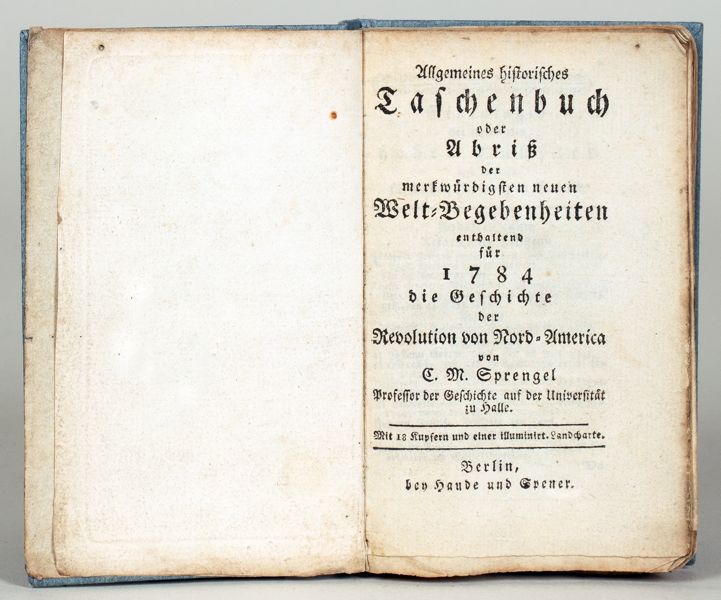 Allgemeines historisches
Taschenbuch
oder
Abriß
der
merkwürdigsten neuen
Welt-Begebenheiten
enthaltend
für
1784
die Geschichte
der
Revolution von Nord-America
von
C. M. Sprengel
Professor der Geschichte auf der Universität
zu Halle.
Mit 18 Kupfern und einer illuminirt. Landcharte.
Berlin,
bey Haude und Spener.